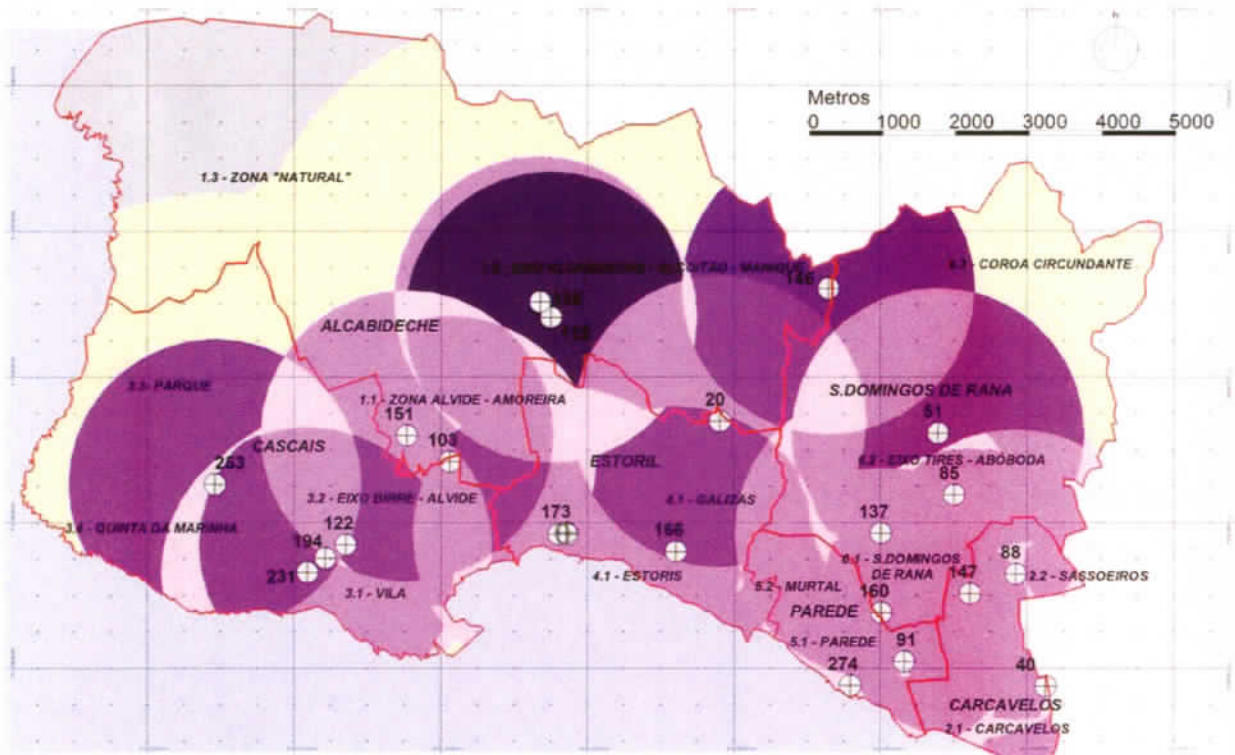 Metros
0 1000 2000 3000 4000 5000
1.3 - ZONA "NATURAL"
6.3 - COROA CIRCUNDANTE
146
ALCABIDECHE
3.3- PARQUE
1.1 - ZONA ALVIDE - AMOREIRA
S.DOMINGOS DE RANA
151
20
51
103
CASCAIS
ESTORIL
6.2 - EIXO TIRES - ABÓBODA
263
85
3.2 - EIXO BIRRE - ALVIDE
4.1 - GALIZAS
3.4 - QUINTA DA MARINHA
122
173
137
194
166
88
6.1 - S.DOMINGOS
DE RANA
231
4.1 - ESTORIS
147
2.2 - SASSOEIROS
5.2 - MURTAL
3.1 - VILA
160
PAREDE
5.1 - PAREDE
91
274
40
CARCAVELOS
2.1 - CARCAVELOS